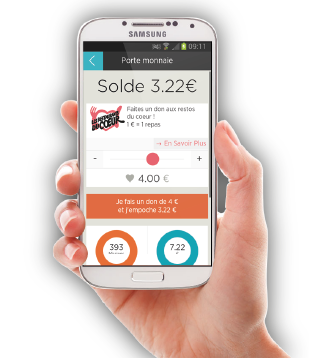 SAMSUNG
09:11
Porte monnaie
Solde 3.22€
LES RESTAURANTS
DU COEUR
Faites un don aux restos
du coeur !
1 € = 1 repas
→ En Savoir Plus
- +
4.00 €
Je fais un don de 4 €
et j'empoche 3.22 €
393
7.22